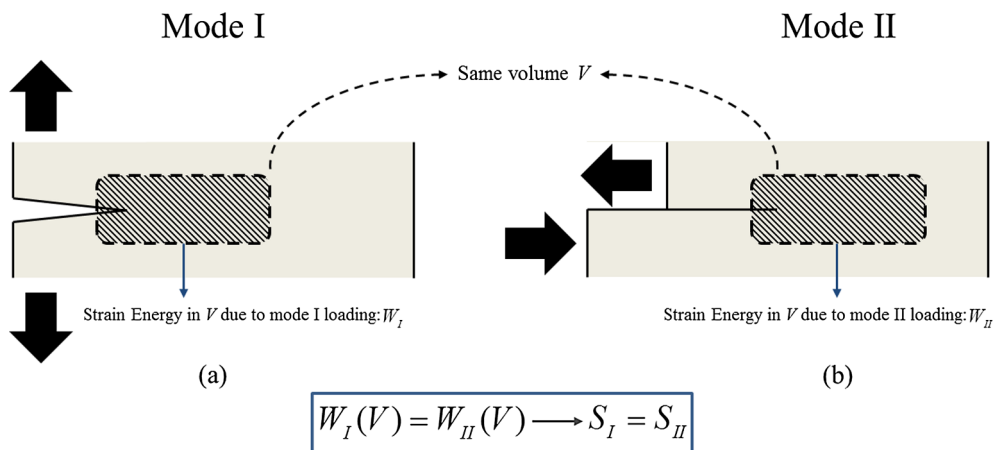 Mode I
Mode II
Same volume V
Strain Energy in V due to mode I loading: W_I
Strain Energy in V due to mode II loading: W_II
(a)
(b)
W_I(V) = W_II(V) → S_I = S_II